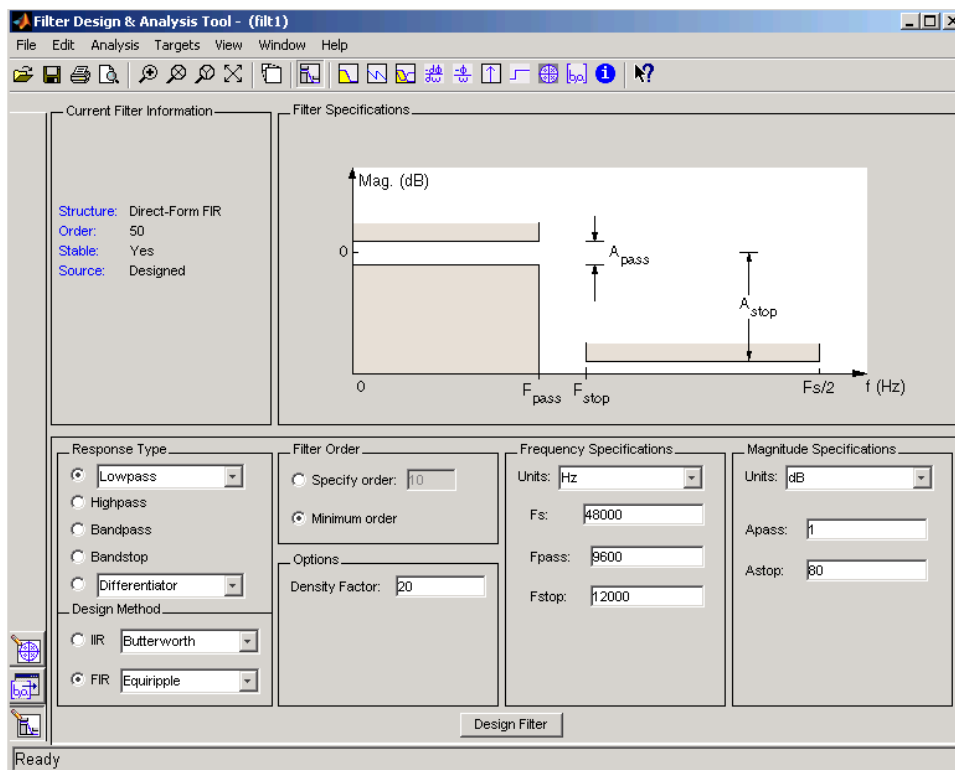 Filter Design & Analysis Tool - (filt1)
File Edit Analysis Targets View Window Help
Current Filter Information
Structure: Direct-Form FIR
Order: 50
Stable: Yes
Source: Designed
Filter Specifications
Mag. (dB)
0
A pass
A stop
0
F pass
F stop
Fs/2
f (Hz)
Response Type
Lowpass
Highpass
Bandpass
Bandstop
Differentiator
Design Method
IIR Butterworth
FIR Equiripple
Filter Order
Specify order: 10
Minimum order
Options
Density Factor: 20
Frequency Specifications
Units: Hz
Fs: 48000
Fpass: 9600
Fstop: 12000
Magnitude Specifications
Units: dB
Apass: 1
Astop: 80
Design Filter
Ready